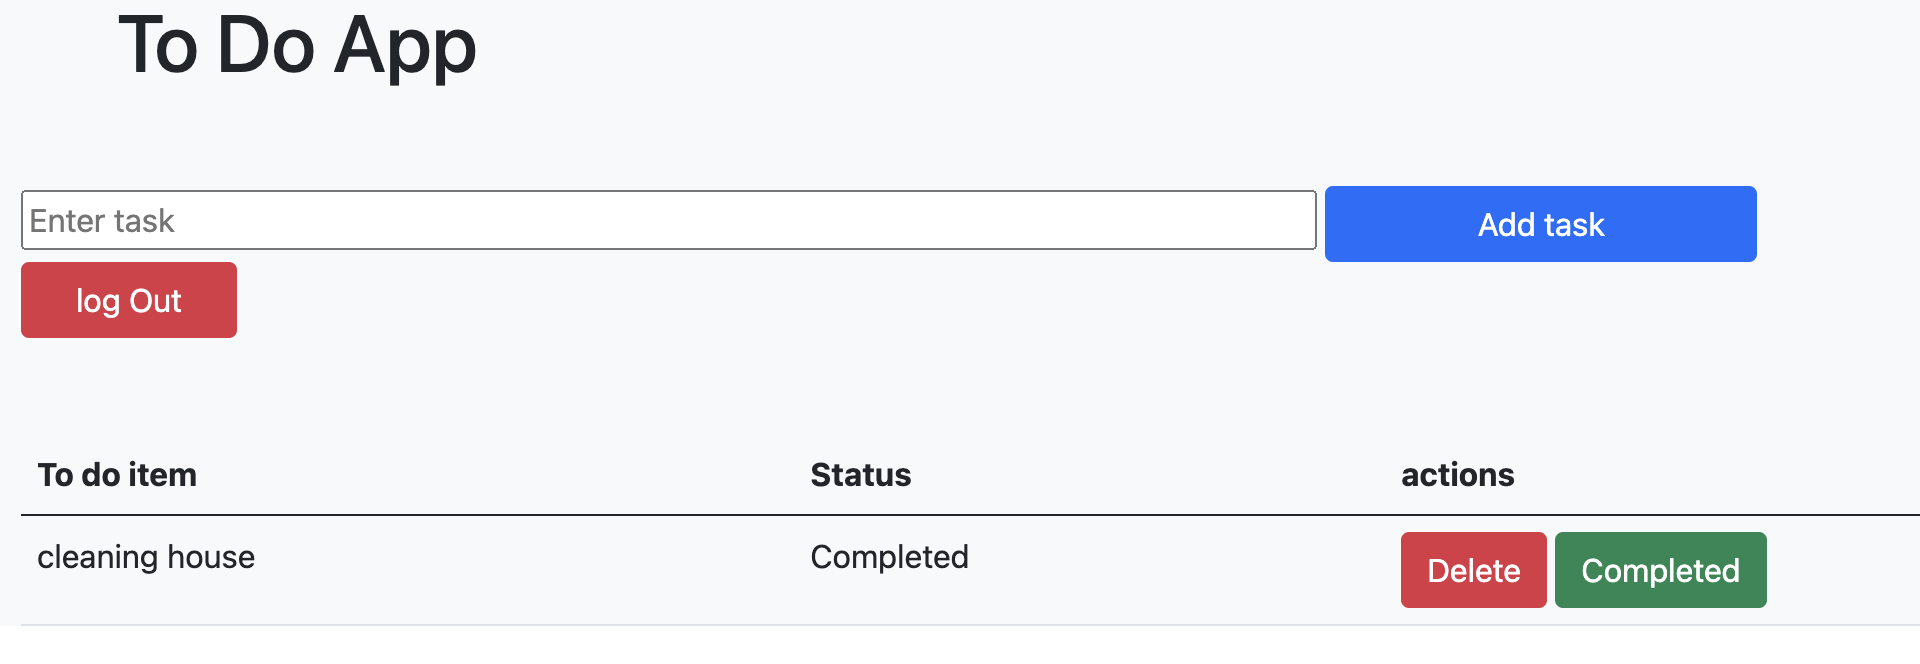 To Do App
Enter task Add task
log Out
To do item Status actions
cleaning house Completed Delete Completed